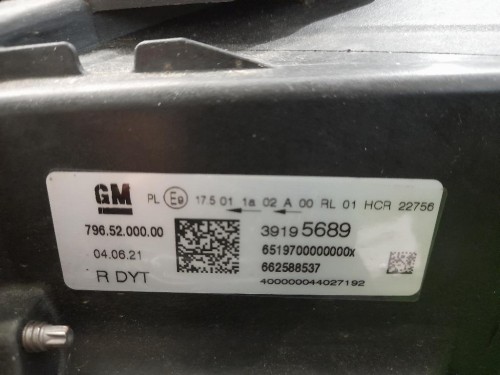 GM PL E9 17.5 01 1a 02 A 00 RL 01 HCR 22756
796.52.000.00 39195689
04.06.21 6519700000000x
R DYT 662588537
400000044027192